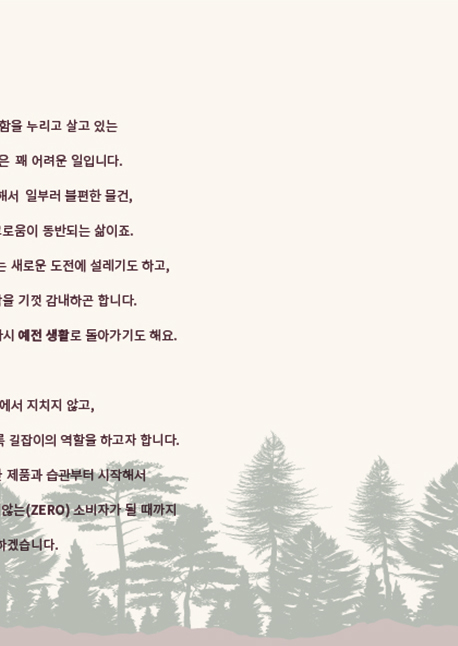 함을 누리고 살고 있는
은 꽤 어려운 일입니다.
해서 일부러 불편한 물건,
로움이 동반되는 삶이죠.
는 새로운 도전에 설레기도 하고,
을 기껏 감내하곤 합니다.
시 예전 생활로 돌아가기도 해요.
에서 지치지 않고,
록 길잡이의 역할을 하고자 합니다.
제품과 습관부터 시작해서
않는(ZERO) 소비자가 될 때까지
하겠습니다.